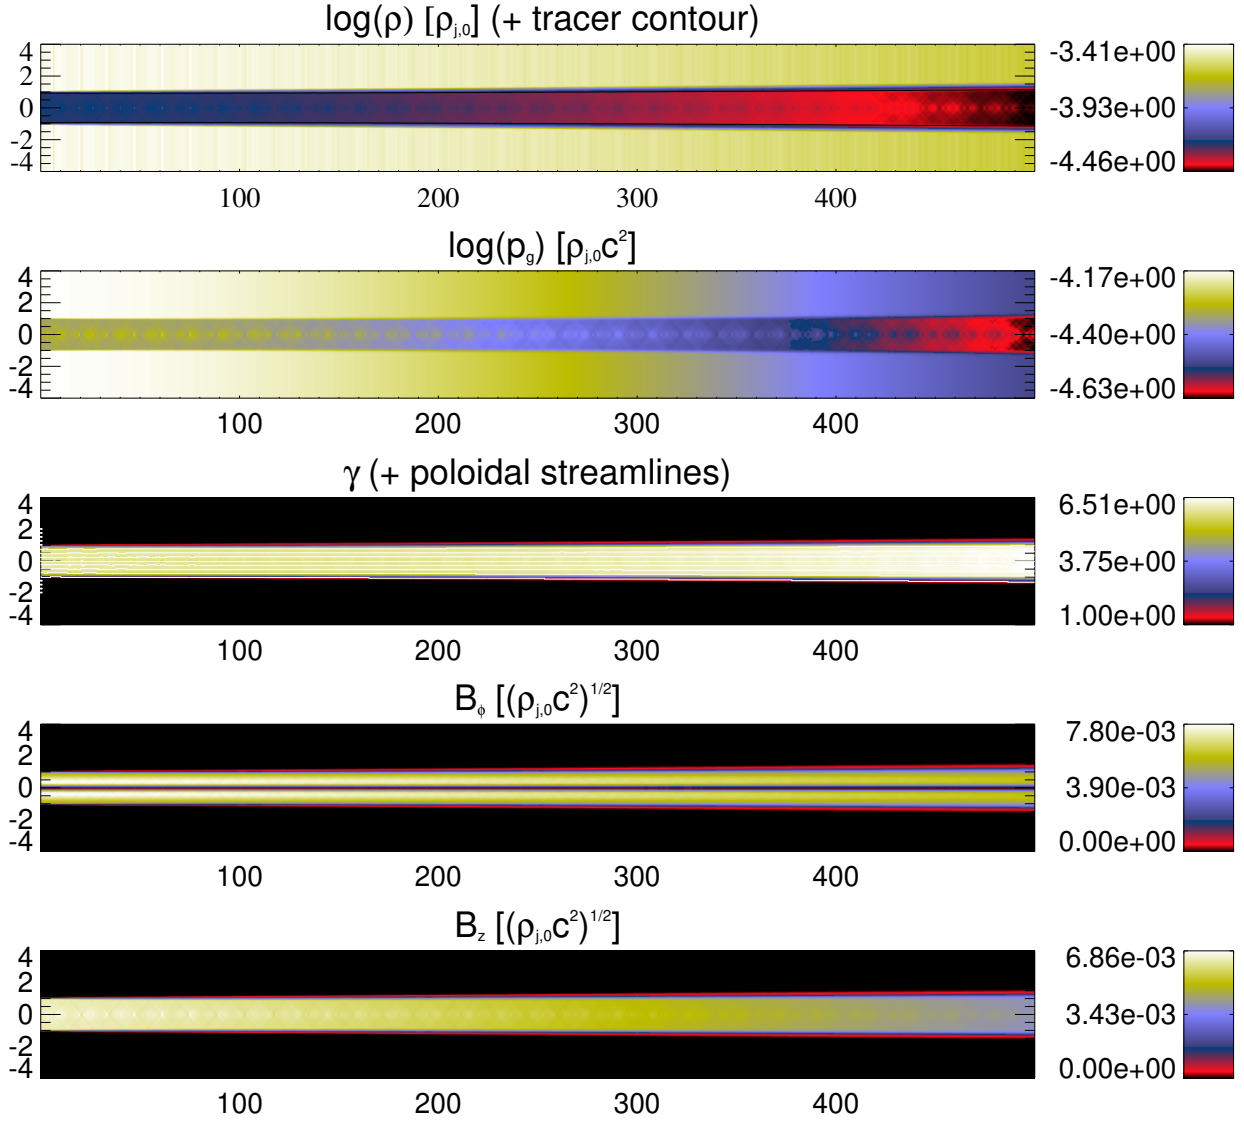 log(ρ) [ρj,0] (+ tracer contour)
4
2
0
-2
-4
100 200 300 400
-3.41e+00
-3.93e+00
-4.46e+00
log(pg) [ρj,0c²]
4
2
0
-2
-4
100 200 300 400
-4.17e+00
-4.40e+00
-4.63e+00
γ (+ poloidal streamlines)
4
2
0
-2
-4
100 200 300 400
6.51e+00
3.75e+00
1.00e+00
Bϕ [(ρj,0c²)1/2]
4
2
0
-2
-4
100 200 300 400
7.80e-03
3.90e-03
0.00e+00
Bz [(ρj,0c²)1/2]
4
2
0
-2
-4
100 200 300 400
6.86e-03
3.43e-03
0.00e+00